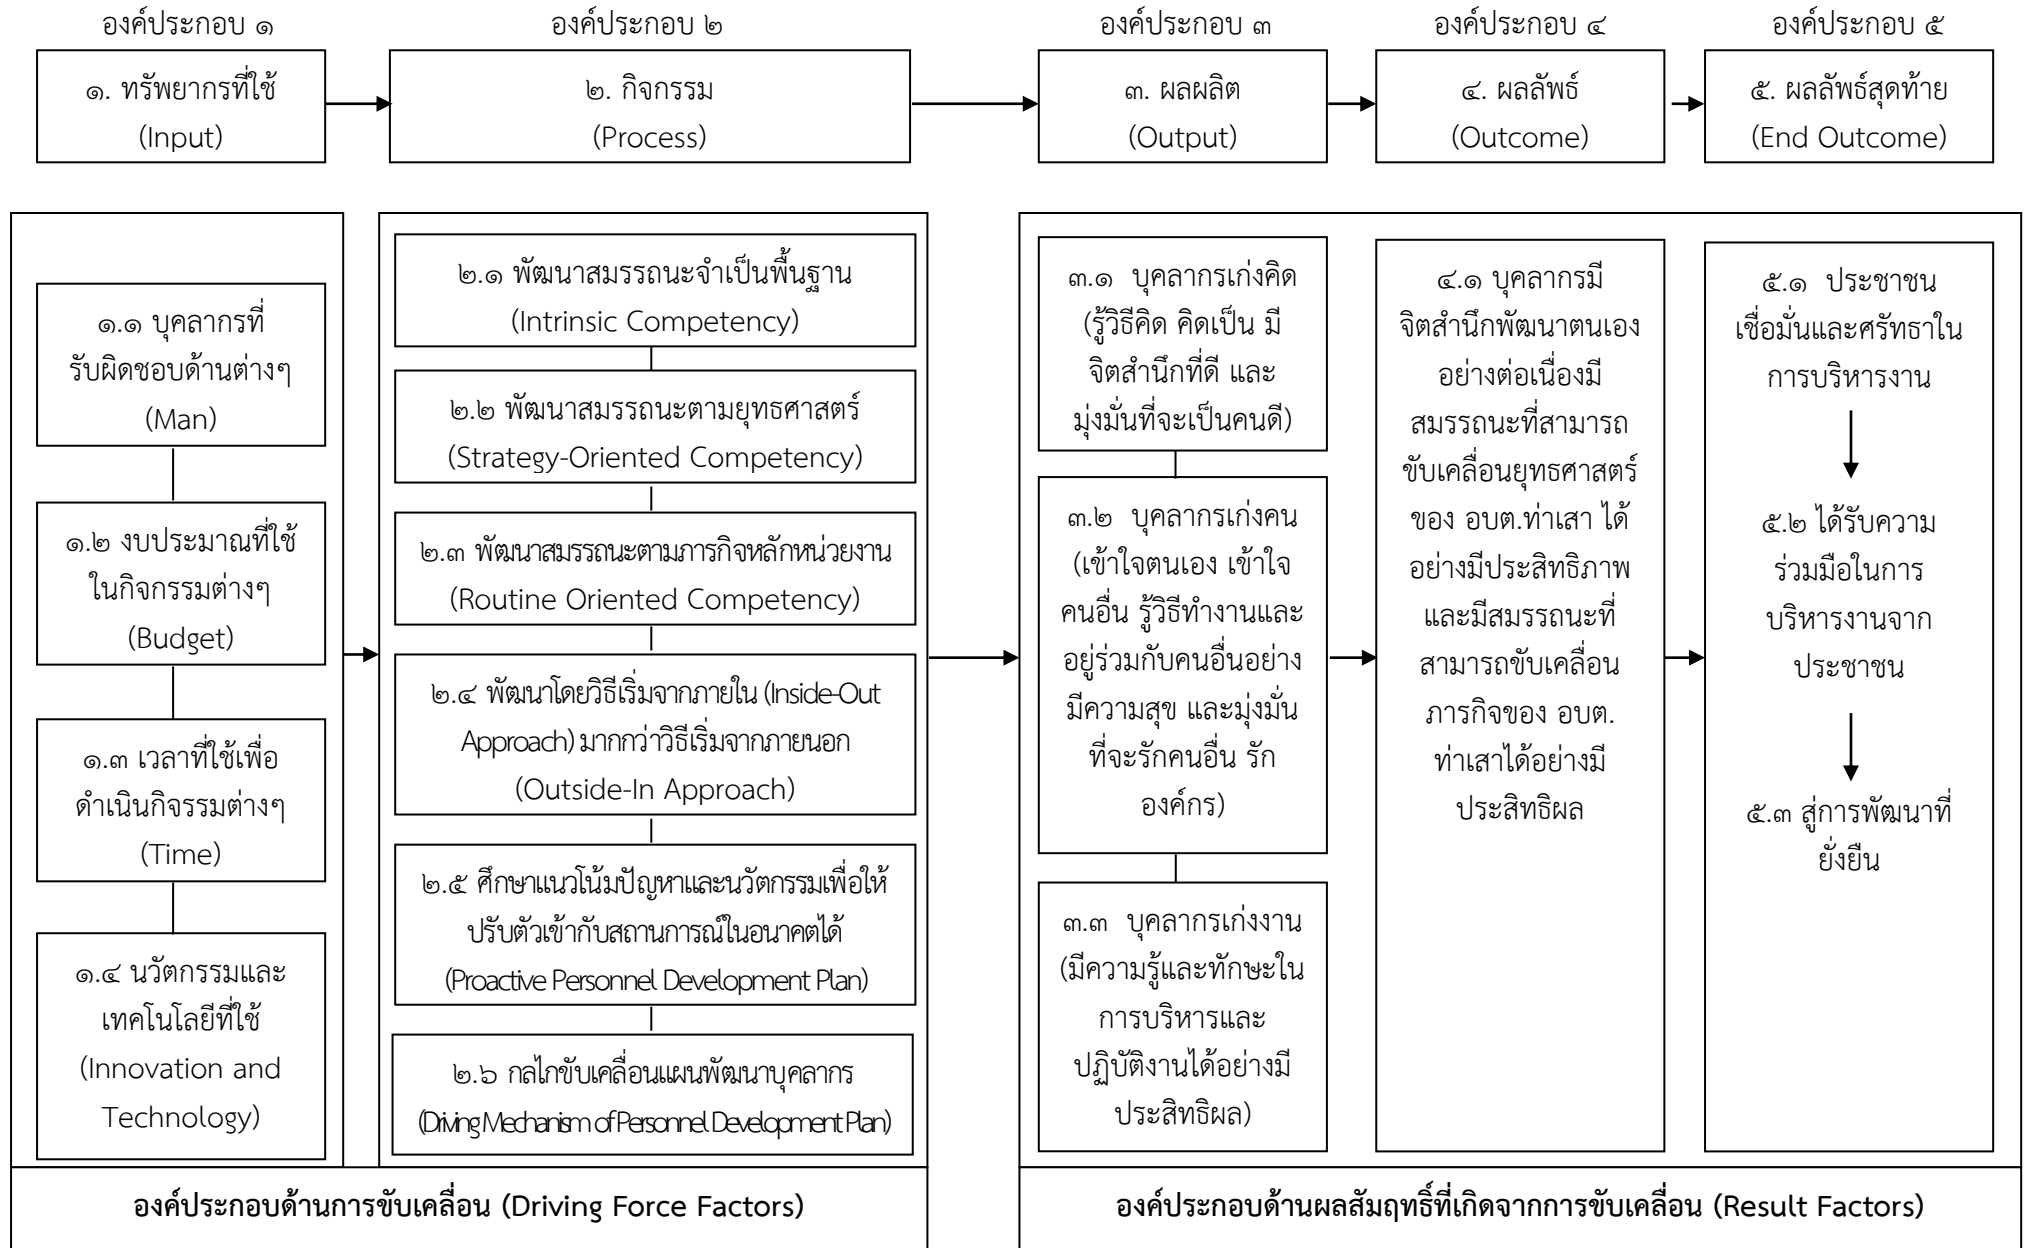 องค์ประกอบ ๑
องค์ประกอบ ๒
องค์ประกอบ ๓
องค์ประกอบ ๔
องค์ประกอบ ๕
๑. ทรัพยากรที่ใช้
(Input)
๒. กิจกรรม
(Process)
๓. ผลผลิต
(Output)
๔. ผลลัพธ์
(Outcome)
๕. ผลลัพธ์สุดท้าย
(End Outcome)
๑.๑ บุคลากรที่
รับผิดชอบด้านต่างๆ
(Man)
๑.๒ งบประมาณที่ใช้
ในกิจกรรมต่างๆ
(Budget)
๑.๓ เวลาที่ใช้เพื่อ
ดำเนินกิจรรมต่างๆ
(Time)
๑.๔ นวัตกรรมและ
เทคโนโลยีที่ใช้
(Innovation and
Technology)
๒.๑ พัฒนาสมรรถนะจำเป็นพื้นฐาน
(Intrinsic Competency)
๒.๒ พัฒนาสมรรถนะตามยุทธศาสตร์
(Strategy-Oriented Competency)
๒.๓ พัฒนาสมรรถนะตามภารกิจหลักหน่วยงาน
(Routine Oriented Competency)
๒.๔ พัฒนาโดยวิธีเริ่มจากภายใน (Inside-Out
Approach) มากกว่าวิธีเริ่มจากภายนอก
(Outside-In Approach)
๒.๕ ศึกษาแนวโน้มปัญหาและนวัตกรรมเพื่อให้
ปรับตัวเข้ากับสถานการณ์ในอนาคตได้
(Proactive Personnel Development Plan)
๒.๖ กลไกขับเคลื่อนแผนพัฒนาบุคลากร
(Driving Mechanism of Personnel Development Plan)
๓.๑ บุคลากรเก่งคิด
(รู้วิธีคิด คิดเป็น มี
จิตสำนึกที่ดี และ
มุ่งมั่นที่จะเป็นคนดี)
๓.๒ บุคลากรเก่งคน
(เข้าใจตนเอง เข้าใจ
คนอื่น รู้วิธีทำงานและ
อยู่ร่วมกับคนอื่นอย่าง
มีความสุข และมุ่งมั่น
ที่จะรักคนอื่น รัก
องค์กร)
๓.๓ บุคลากรเก่งงาน
(มีความรู้และทักษะใน
การบริหารและ
ปฏิบัติงานได้อย่างมี
ประสิทธิผล)
๔.๑ บุคลากรมี
จิตสำนึกพัฒนาตนเอง
อย่างต่อเนื่องมี
สมรรถนะที่สามารถ
ขับเคลื่อนยุทธศาสตร์
ของ อบต.ท่าเสา ได้
อย่างมีประสิทธิภาพ
และมีสมรรถนะที่
สามารถขับเคลื่อน
ภารกิจของ อบต.
ท่าเสาได้อย่างมี
ประสิทธิผล
๕.๑ ประชาชน
เชื่อมั่นและศรัทธาใน
การบริหารงาน
๕.๒ ได้รับความ
ร่วมมือในการ
บริหารงานจาก
ประชาชน
๕.๓ สู่การพัฒนาที่
ยั่งยืน
องค์ประกอบด้านการขับเคลื่อน (Driving Force Factors)
องค์ประกอบด้านผลสัมฤทธิ์ที่เกิดจากการขับเคลื่อน (Result Factors)